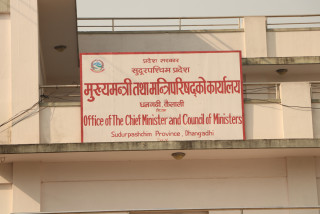 प्रदेश सरकार
सुदूरपश्चिम प्रदेश
मुख्यमन्त्री तथा मन्त्रिपरिषद्को कार्यालय
धनगढी, कैलाली
नेपाल
Office of The Chief Minister and Council of Ministers
Sudurpashchim Province, Dhangadhi